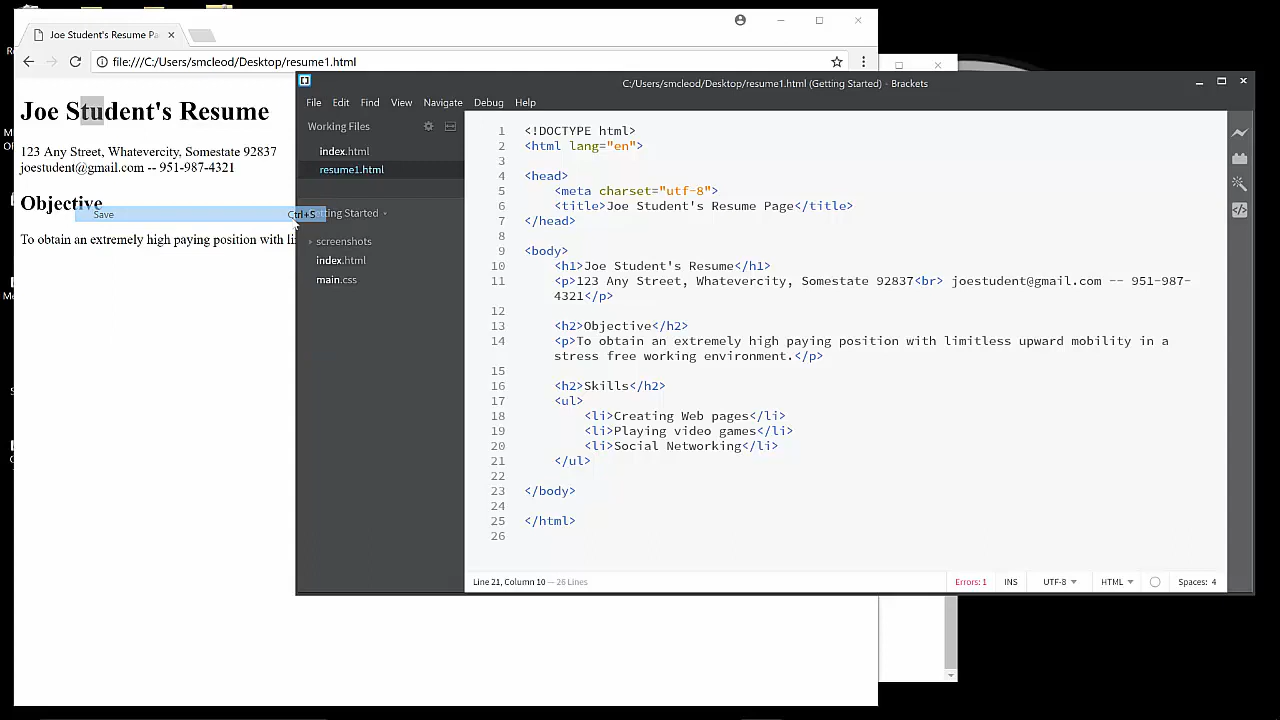 Joe Student's Resume Pa
file:///C:/Users/smcleod/Desktop/resume1.html
Joe Student's Resume
123 Any Street, Whatevercity, Somestate 92837
joestudent@gmail.com -- 951-987-4321
Objective
Save Ctrl+S
To obtain an extremely high paying position with li
C:/Users/smcleod/Desktop/resume1.html (Getting Started) - Brackets
File Edit Find View Navigate Debug Help
Working Files
index.html
resume1.html
etting Started
screenshots
index.html
main.css
1 <!DOCTYPE html>
2 <html lang="en">
3
4 <head>
5 <meta charset="utf-8">
6 <title>Joe Student's Resume Page</title>
7 </head>
8
9 <body>
10 <h1>Joe Student's Resume</h1>
11 <p>123 Any Street, Whatevercity, Somestate 92837<br> joestudent@gmail.com -- 951-987-
4321</p>
12
13 <h2>Objective</h2>
14 <p>To obtain an extremely high paying position with limitless upward mobility in a
stress free working environment.</p>
15
16 <h2>Skills</h2>
17 <ul>
18 <li>Creating Web pages</li>
19 <li>Playing video games</li>
20 <li>Social Networking</li>
21 </ul>
22
23 </body>
24
25 </html>
26
Line 21, Column 10 — 26 Lines
Errors: 1 INS UTF-8 HTML Spaces: 4